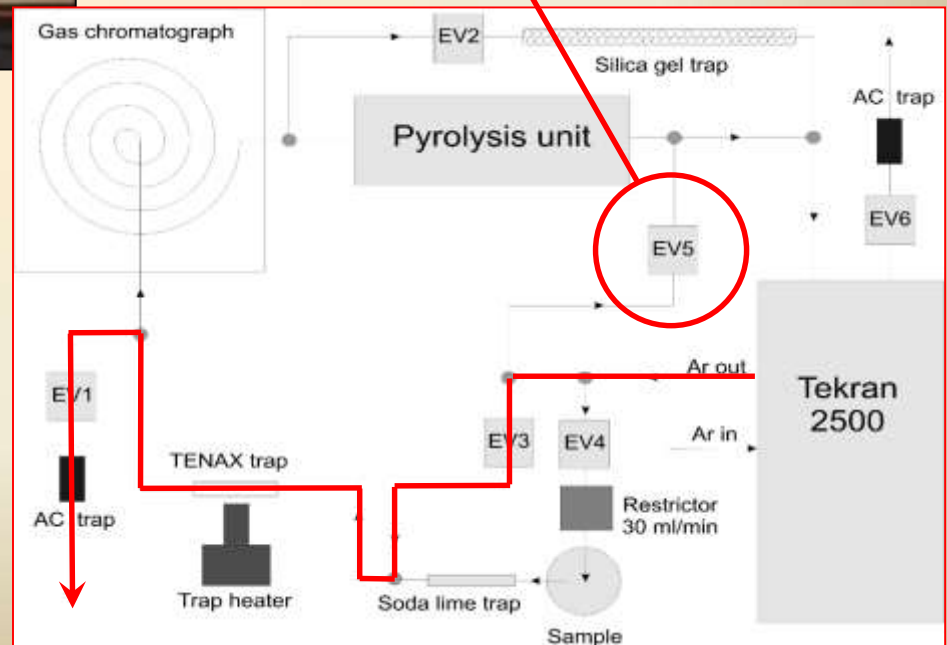 Gas chromatograph
EV2
Silica gel trap
AC trap
Pyrolysis unit
EV6
EV5
Ar out
Tekran
2500
EV1
EV3
EV4
Ar in
TENAX trap
AC trap
Restrictor
30 ml/min
Trap heater
Soda lime trap
Sample